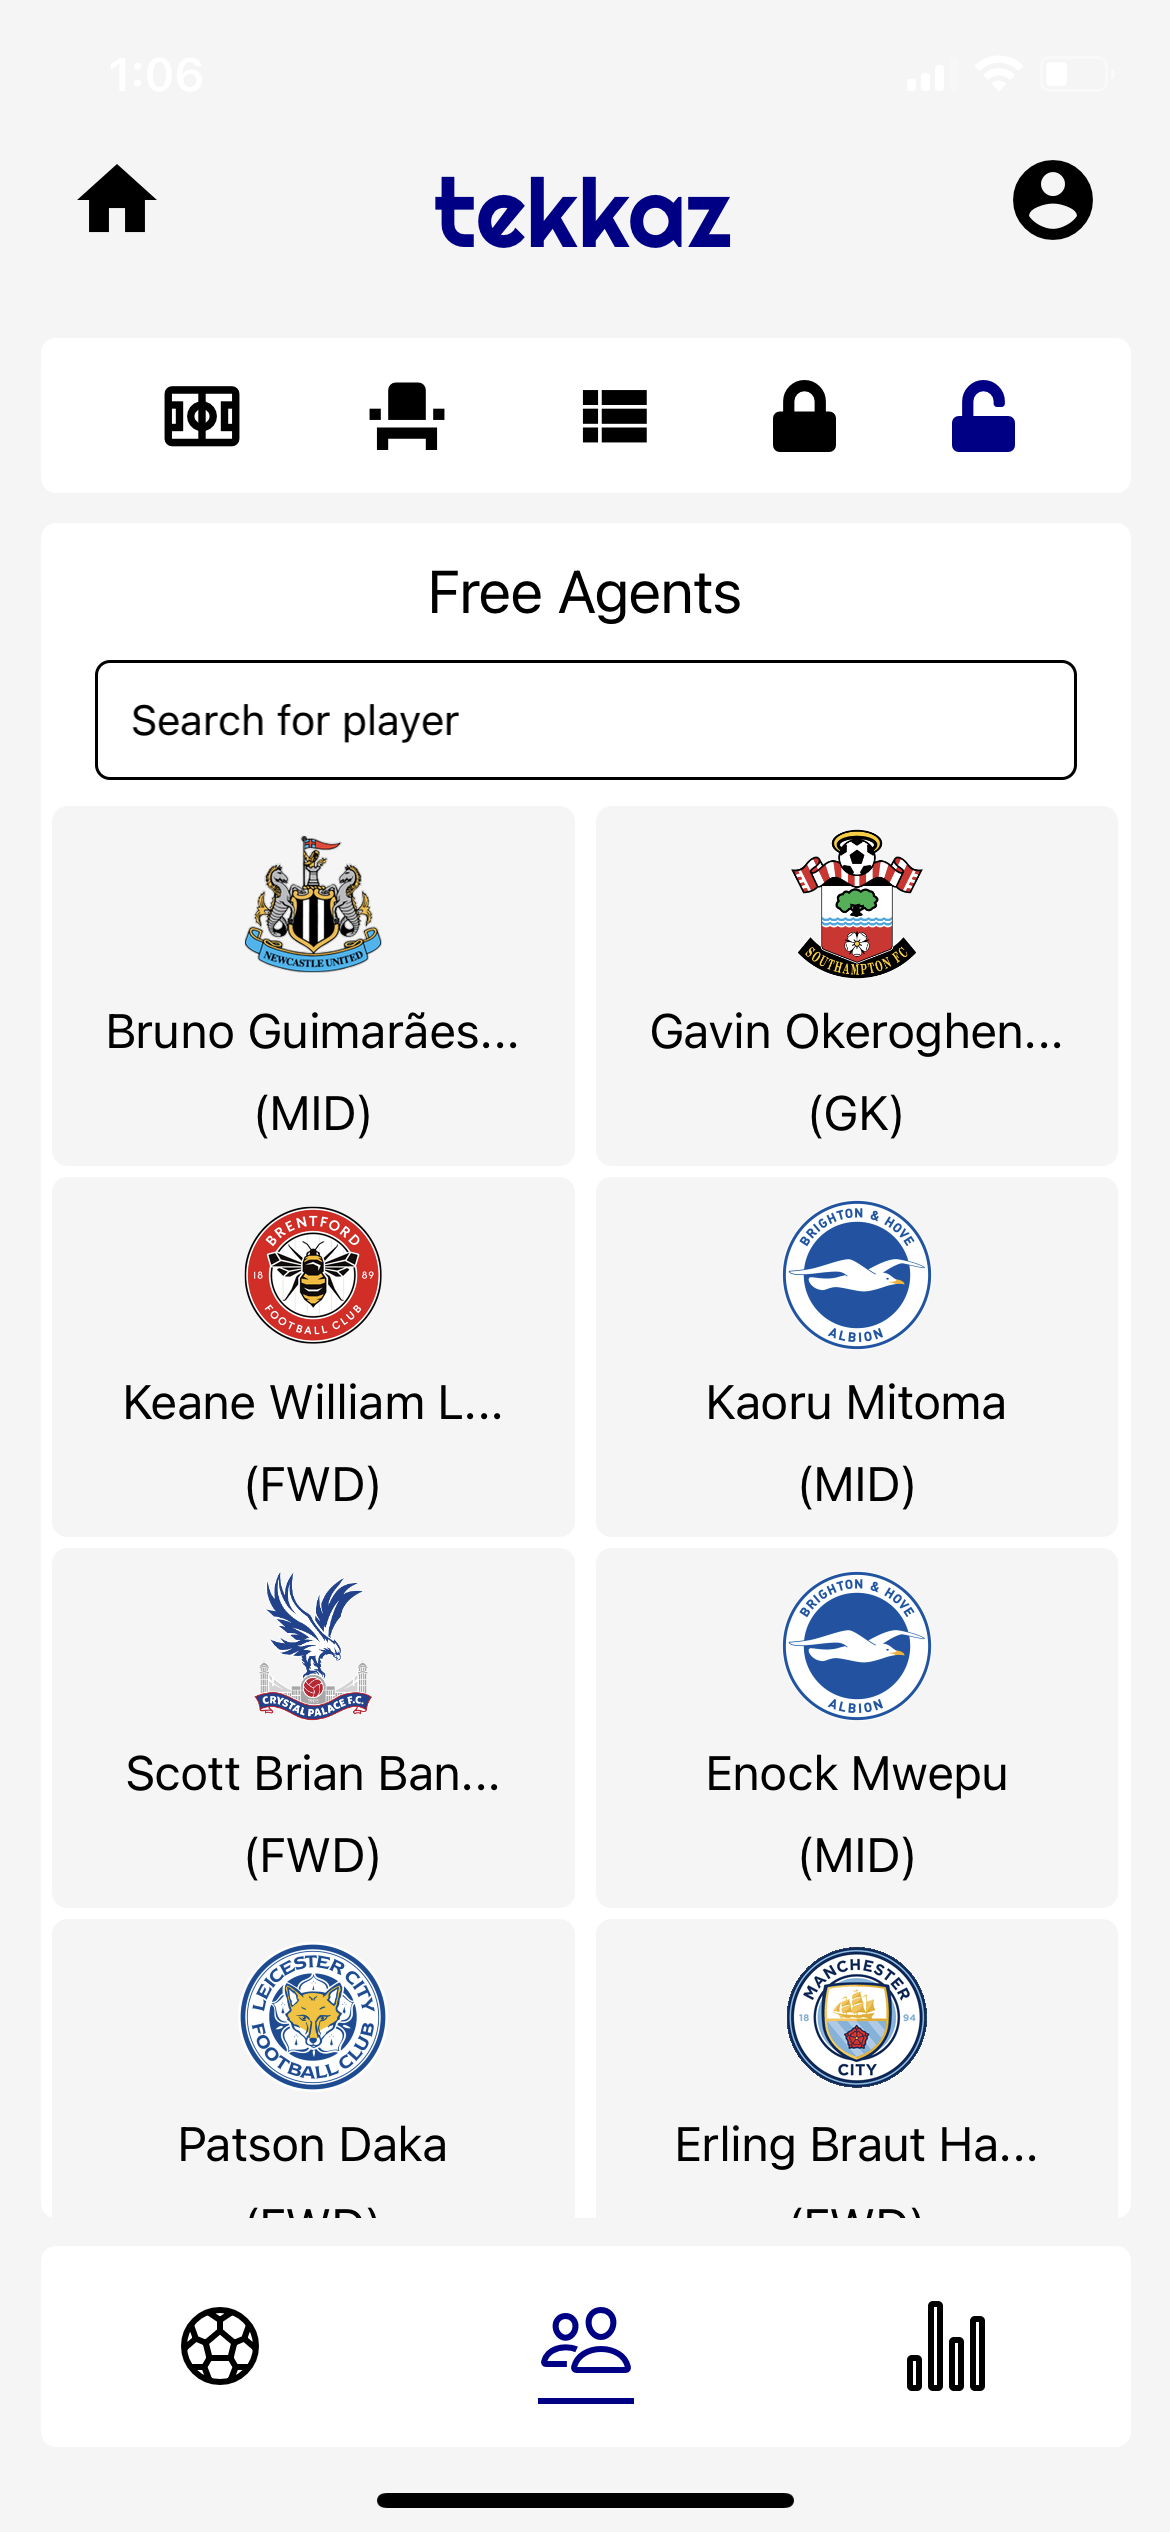 1:06
tekkaz
Free Agents
Search for player
NEWCASTLE UNITED
Bruno Guimarães...
(MID)
SOUTHAMPTON FC
Gavin Okeroghen...
(GK)
BRENTFORD
18 89
FOOTBALL CLUB
Keane William L...
(FWD)
BRIGHTON & HOVE
ALBION
Kaoru Mitoma
(MID)
CRYSTAL PALACE F.C.
Scott Brian Ban...
(FWD)
BRIGHTON & HOVE
ALBION
Enock Mwepu
(MID)
LEICESTER CITY
FOOTBALL CLUB
Patson Daka
(FWD)
MANCHESTER
18 94
CITY
Erling Braut Ha...
(FWD)